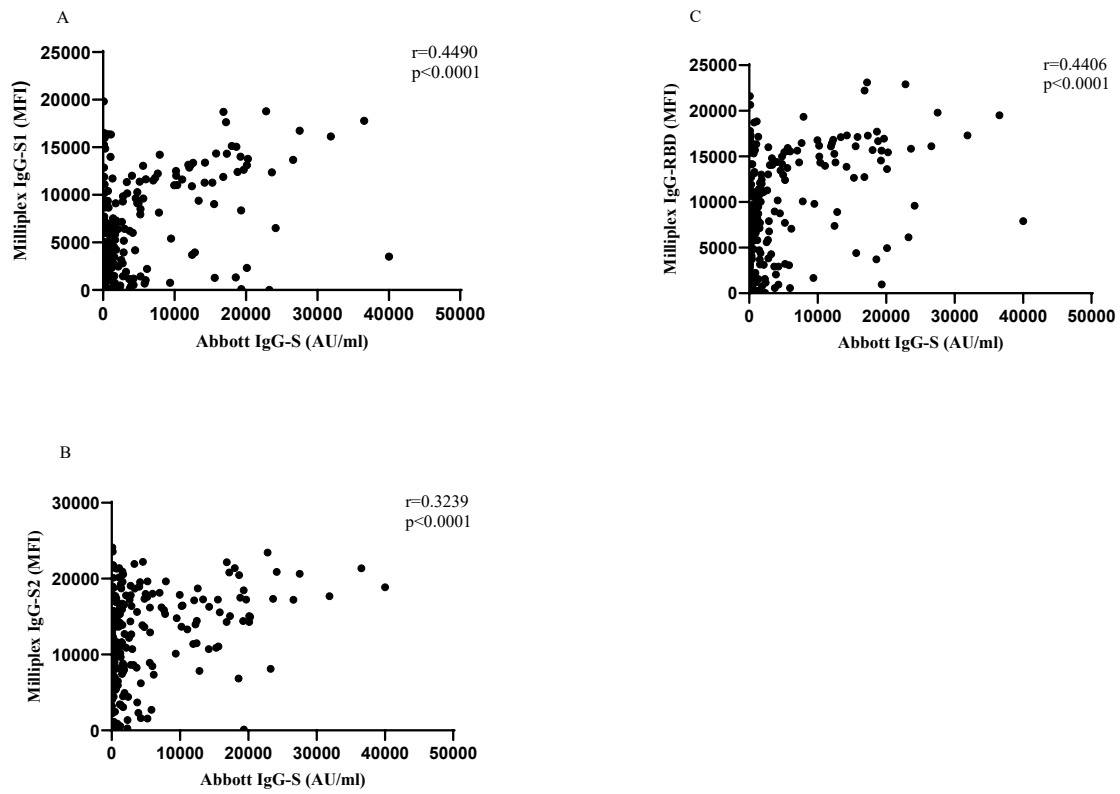 A
r=0.4490
p<0.0001
Milliplex IgG-S1 (MFI)
25000
20000
15000
10000
5000
0
0 10000 20000 30000 40000 50000
Abbott IgG-S (AU/ml)
C
r=0.4406
p<0.0001
Milliplex IgG-RBD (MFI)
25000
20000
15000
10000
5000
0
0 10000 20000 30000 40000 50000
Abbott IgG-S (AU/ml)
B
r=0.3239
p<0.0001
Milliplex IgG-S2 (MFI)
30000
20000
10000
0
0 10000 20000 30000 40000 50000
Abbott IgG-S (AU/ml)